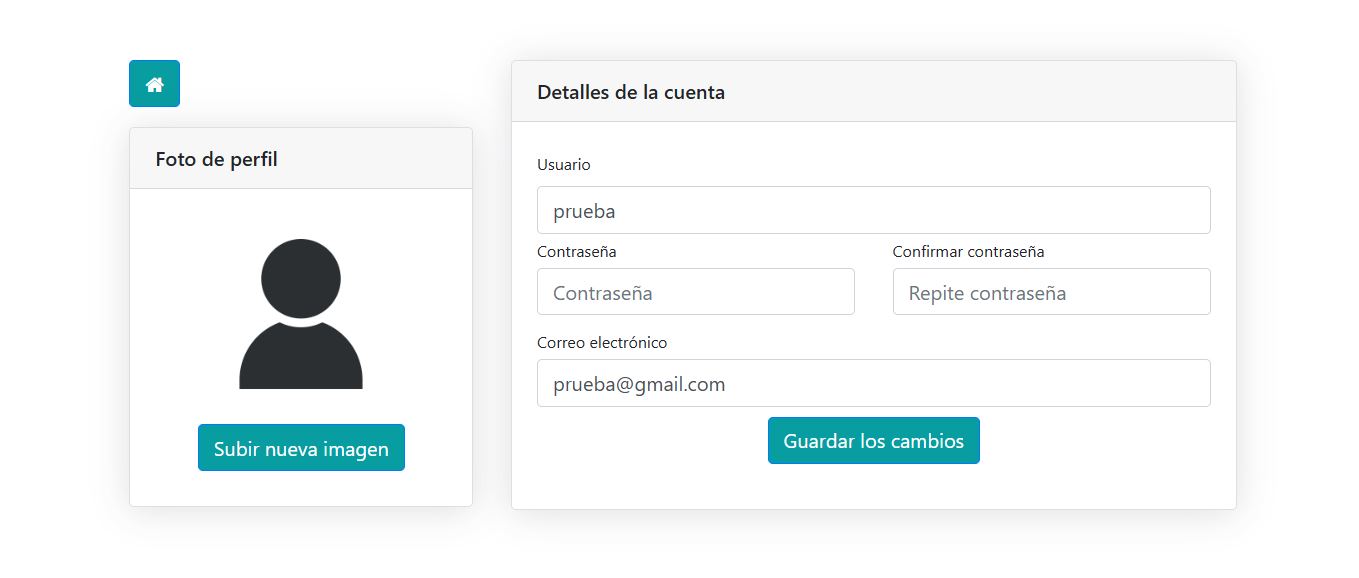 Foto de perfil
Subir nueva imagen
Detalles de la cuenta
Usuario
prueba
Contraseña
Confirmar contraseña
Contraseña
Repite contraseña
Correo electrónico
prueba@gmail.com
Guardar los cambios